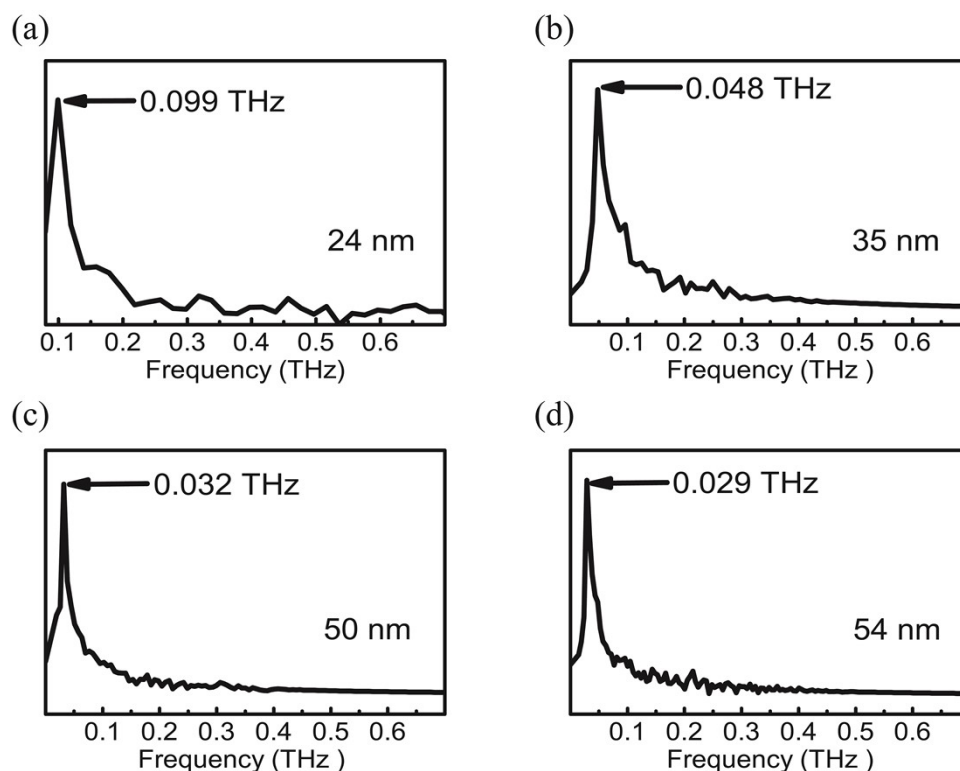 (a)
0.099 THz
24 nm
0.1 0.2 0.3 0.4 0.5 0.6
Frequency (THz)
(b)
0.048 THz
35 nm
0.1 0.2 0.3 0.4 0.5 0.6
Frequency (THz )
(c)
0.032 THz
50 nm
0.1 0.2 0.3 0.4 0.5 0.6
Frequency (THz )
(d)
0.029 THz
54 nm
0.1 0.2 0.3 0.4 0.5 0.6
Frequency (THz )